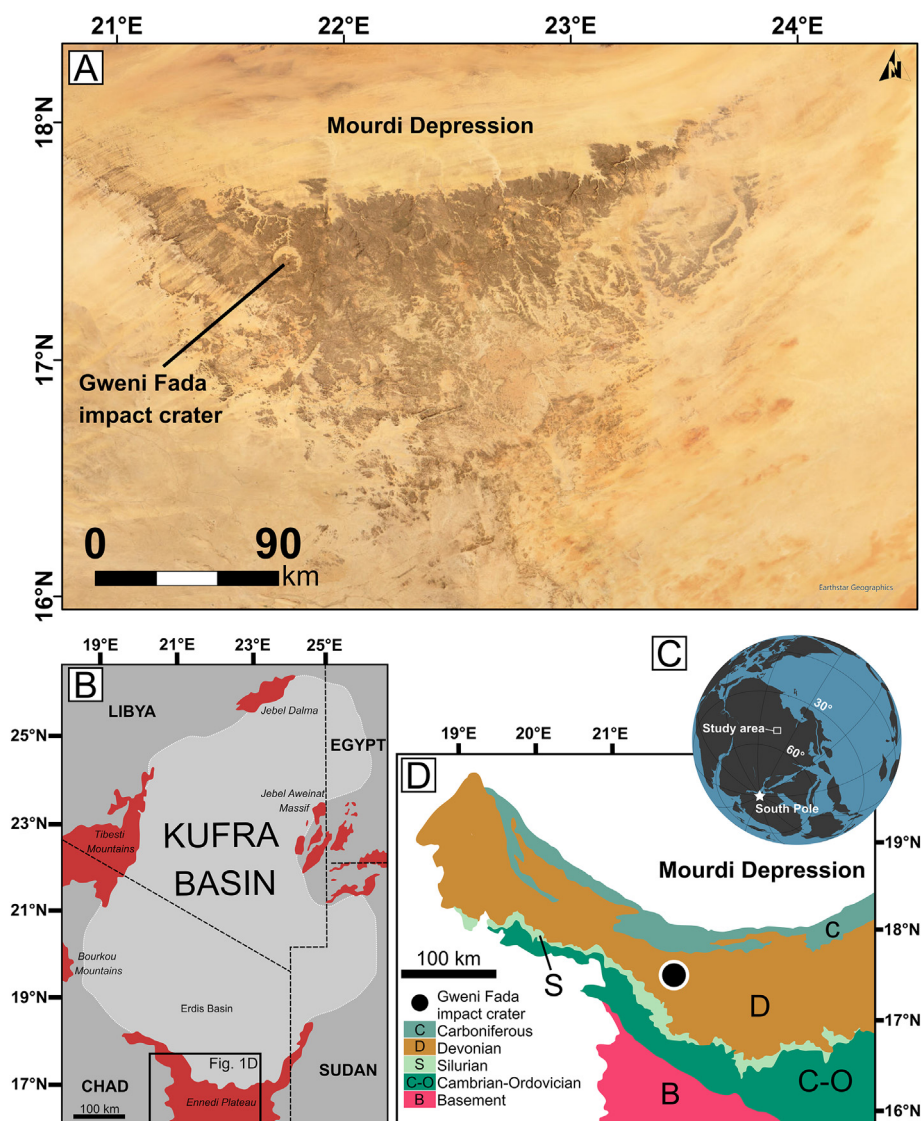 21°E 22°E 23°E 24°E
A
N
18°N
Mourdi Depression
17°N
Gweni Fada
impact crater
0 90
km
16°N
Earthstar Geographics
19°E 21°E 23°E 25°E
B
LIBYA
Jebel Dalma
25°N
EGYPT
Jebel Aweinat
Massif
23°N
Tibesti
Mountains
KUFRA
BASIN
21°N
Bourkou
Mountains
19°N
Erdis Basin
Fig. 1D
SUDAN
17°N
CHAD
100 km
Ennedi Plateau
C
30°
Study area
60°
South Pole
19°E 20°E 21°E
D
19°N
Mourdi Depression
18°N
C
100 km
S
D
17°N
Gweni Fada
impact crater
C Carboniferous
D Devonian
S Silurian
C-O Cambrian-Ordovician
B Basement
C-O
B
16°N